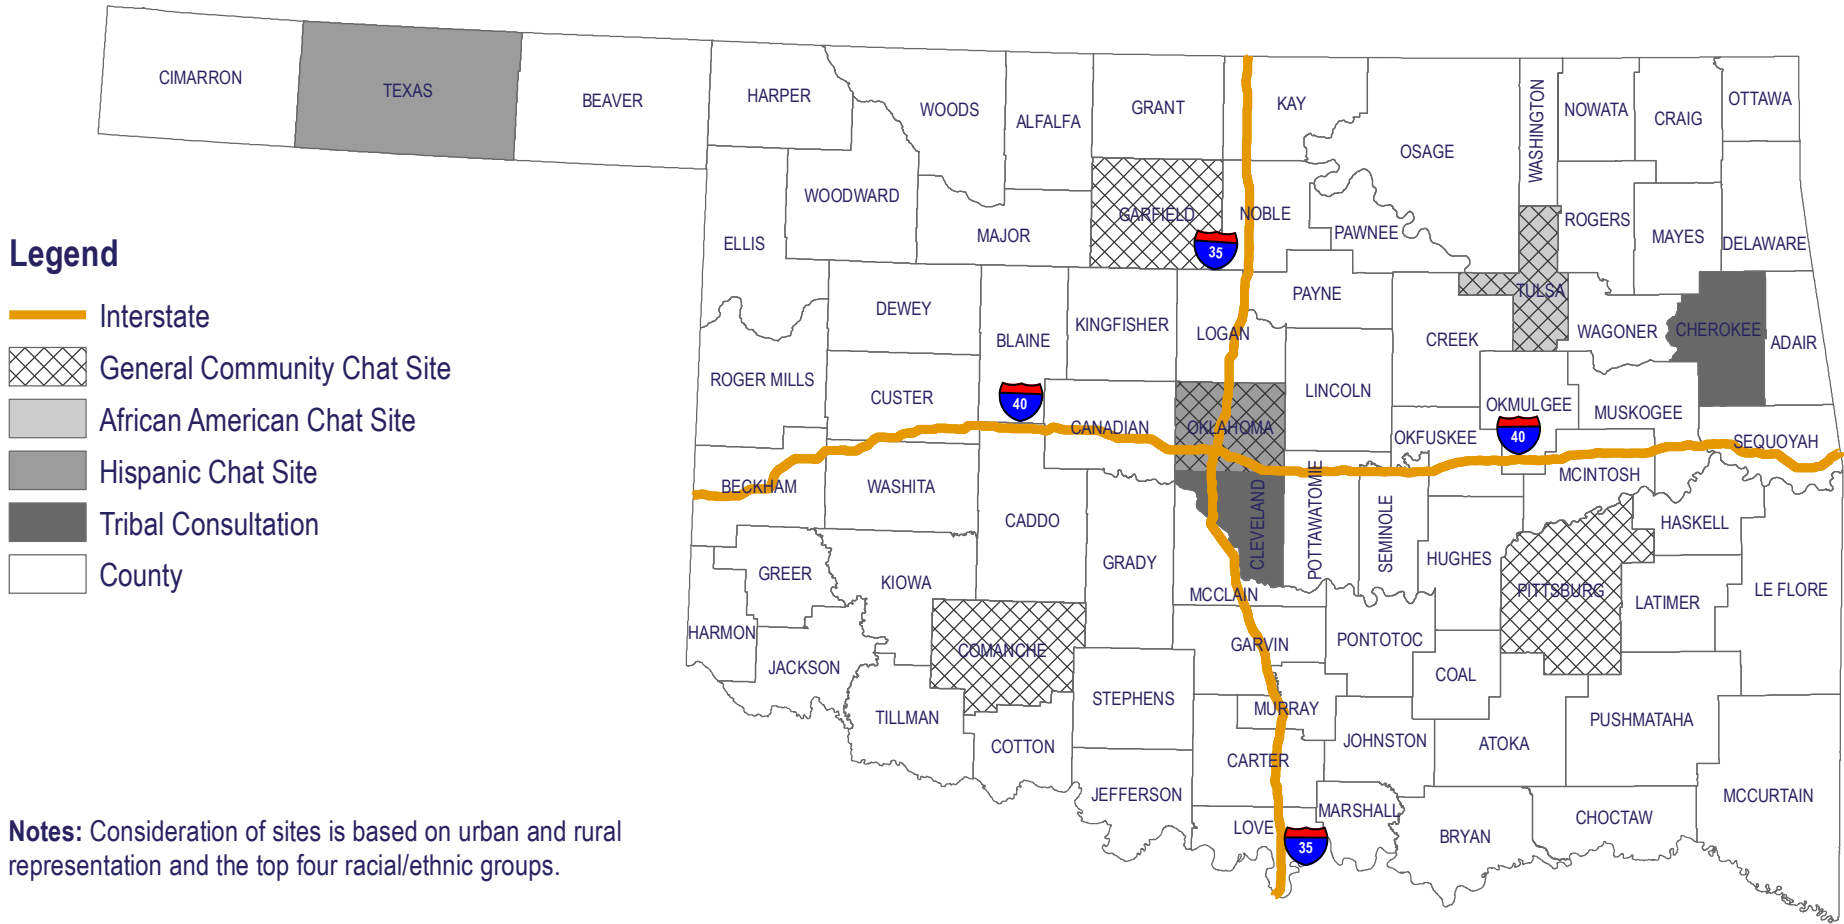 CIMARRON
TEXAS
BEAVER
HARPER
WOODS
ALFALFA
GRANT
KAY
OSAGE
WASHINGTON
NOWATA
CRAIG
OTTAWA
ELLIS
WOODWARD
MAJOR
GARFIELD
NOBLE
PAWNEE
ROGERS
MAYES
DELAWARE
35
Legend
Interstate
General Community Chat Site
African American Chat Site
Hispanic Chat Site
Tribal Consultation
County
DEWEY
BLAINE
KINGFISHER
LOGAN
PAYNE
CREEK
TULSA
WAGONER
CHEROKEE
ADAIR
ROGER MILLS
CUSTER
40
CANADIAN
OKLAHOMA
LINCOLN
OKFUSKEE
OKMULGEE
40
MUSKOGEE
SEQUOYAH
BECKHAM
WASHITA
CADDO
GRADY
CLEVELAND
POTTAWATOMIE
SEMINOLE
HUGHES
MCINTOSH
HASKELL
PITTSBURG
LATIMER
LE FLORE
GREER
KIOWA
HARMON
JACKSON
COMANCHE
MCCLAIN
GARVIN
PONTOTOC
COAL
TILLMAN
STEPHENS
COTTON
MURRAY
CARTER
JOHNSTON
ATOKA
PUSHMATAHA
JEFFERSON
LOVE
35
MARSHALL
BRYAN
CHOCTAW
MCCURTAIN
Notes: Consideration of sites is based on urban and rural
representation and the top four racial/ethnic groups.